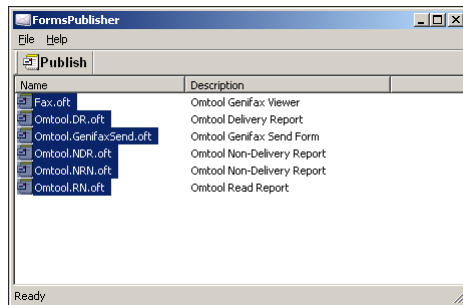 FormsPublisher
File Help
Publish
Name Description
Fax.oft Omtool Genifax Viewer
Omtool.DR.oft Omtool Delivery Report
Omtool.GenifaxSend.oft Omtool Genifax Send Form
Omtool.NDR.oft Omtool Non-Delivery Report
Omtool.NRN.oft Omtool Non-Delivery Report
Omtool.RN.oft Omtool Read Report
Ready